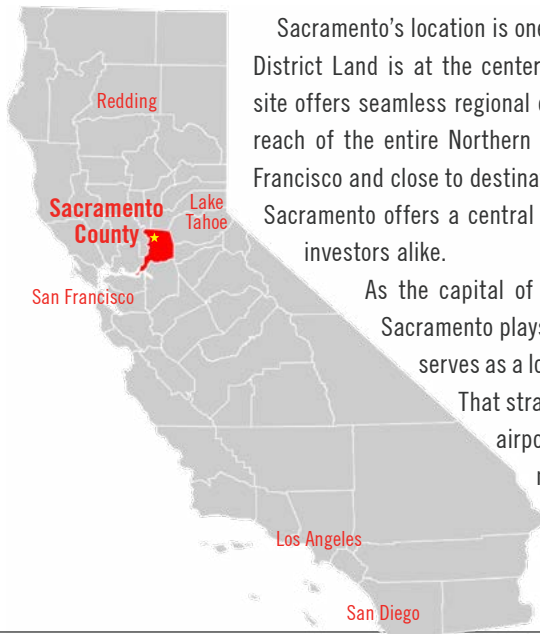 Sacramento’s location is one
District Land is at the center
site offers seamless regional
reach of the entire Northern
Francisco and close to destina
Sacramento offers a central
investors alike.
As the capital of
Sacramento plays
serves as a lo
That stra
airpo
Redding
Lake
Tahoe
Sacramento
County
San Francisco
Los Angeles
San Diego